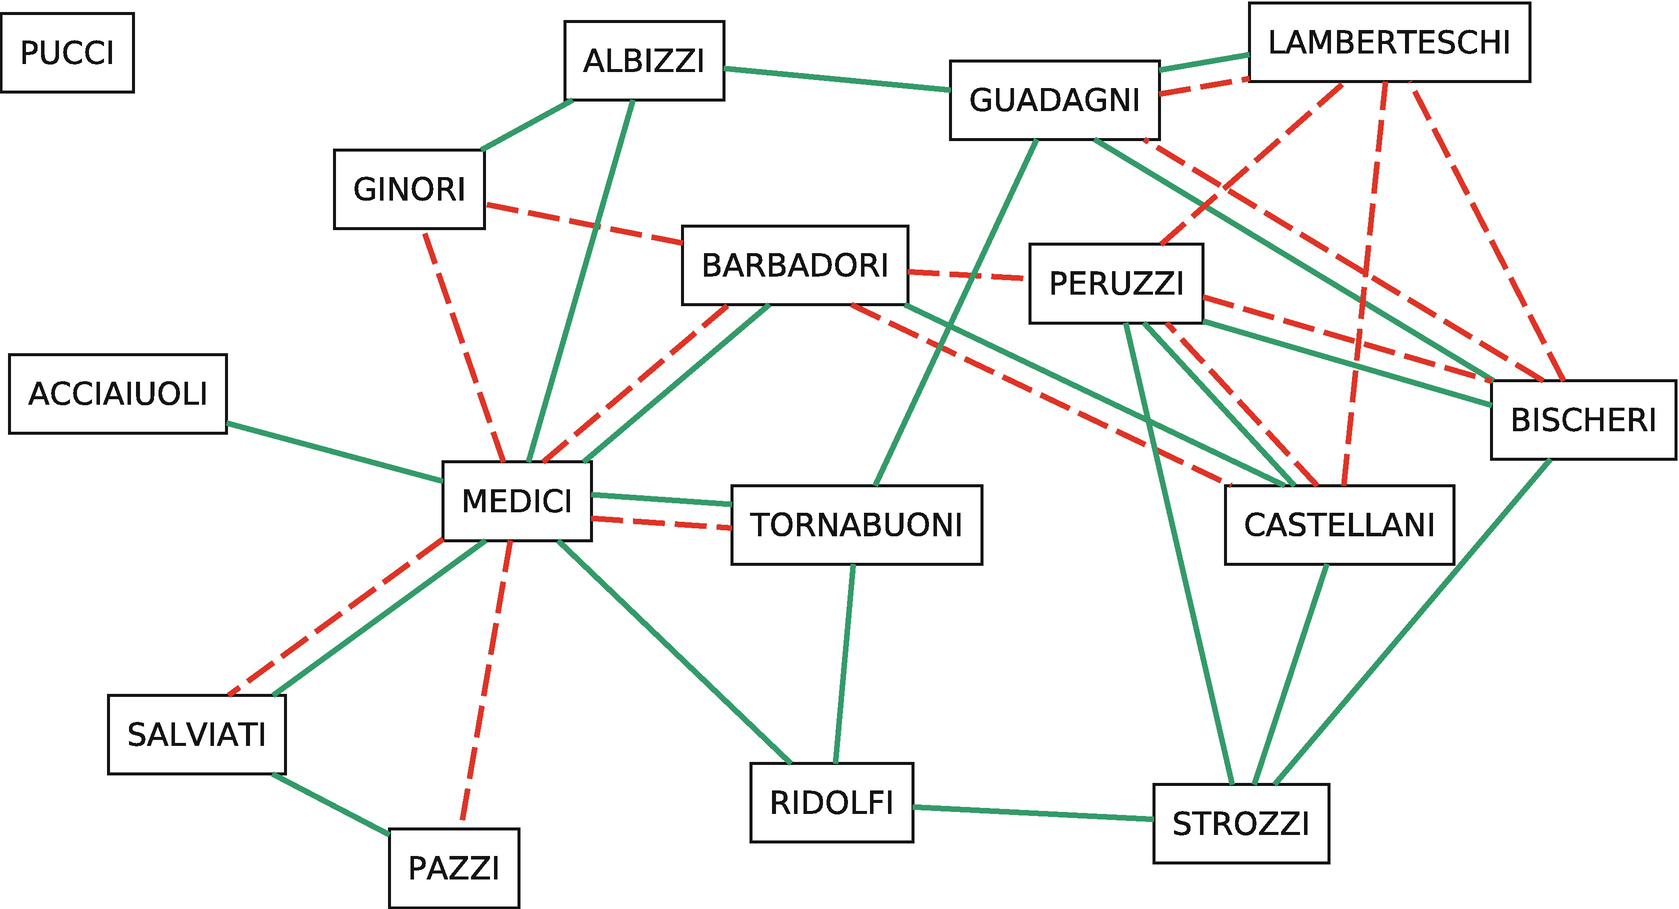 PUCCI
ALBIZZI
LAMBERTESCHI
GUADAGNI
GINORI
BARBADORI
PERUZZI
ACCIAIUOLI
BISCHERI
MEDICI
TORNABUONI
CASTELLANI
SALVIATI
RIDOLFI
STROZZI
PAZZI